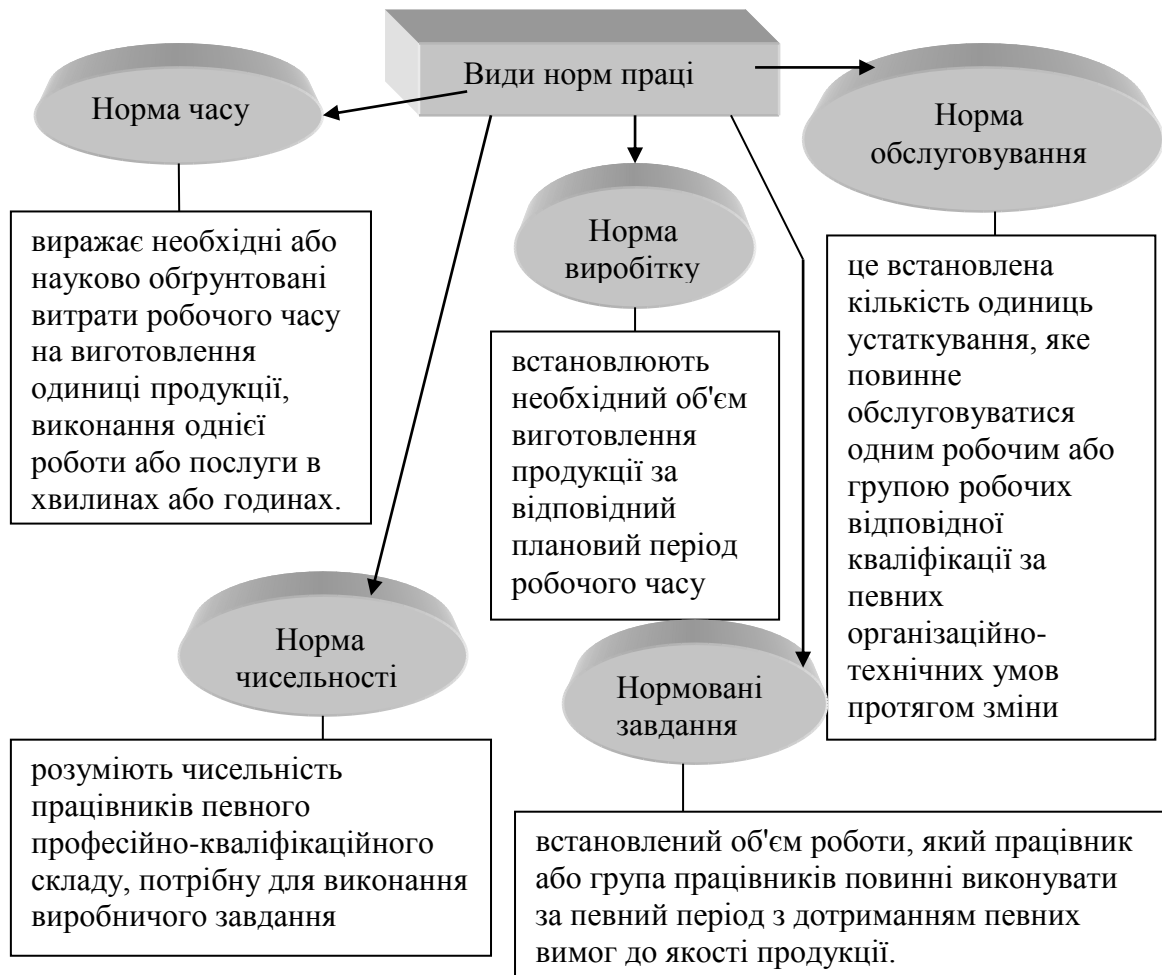 Види норм праці
Норма часу
виражає необхідні або
науково обґрунтовані
витрати робочого часу
на виготовлення
одиниці продукції,
виконання однієї
роботи або послуги в
хвилинах або годинах.
Норма
виробітку
встановлюють
необхідний об'єм
виготовлення
продукції за
відповідний
плановий період
робочого часу
Норма
обслуговування
це встановлена
кількість одиниць
устаткування, яке
повинне
обслуговуватися
одним робочим або
групою робочих
відповідної
кваліфікації за
певних
організаційно-
технічних умов
протягом зміни
Норма
чисельності
розуміють чисельність
працівників певного
професійно-кваліфікаційного
складу, потрібну для виконання
виробничого завдання
Нормовані
завдання
встановлений об'єм роботи, який працівник
або група працівників повинні виконувати
за певний період з дотриманням певних
вимог до якості продукції.